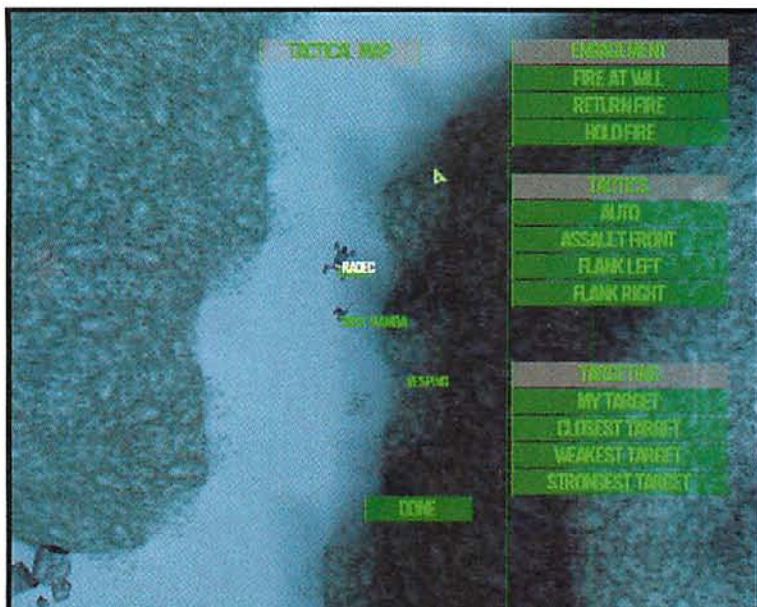 TACTICAL MAP
ENGAGEMENT
FIRE AT WILL
RETURN FIRE
HOLD FIRE
TACTICS
AUTO
ASSAULT FRONT
FLANK LEFT
FLANK RIGHT
RADEC
MAMBA
TARGETING
MY TARGET
CLOSEST TARGET
WEAKEST TARGET
STRONGEST TARGET
DONE